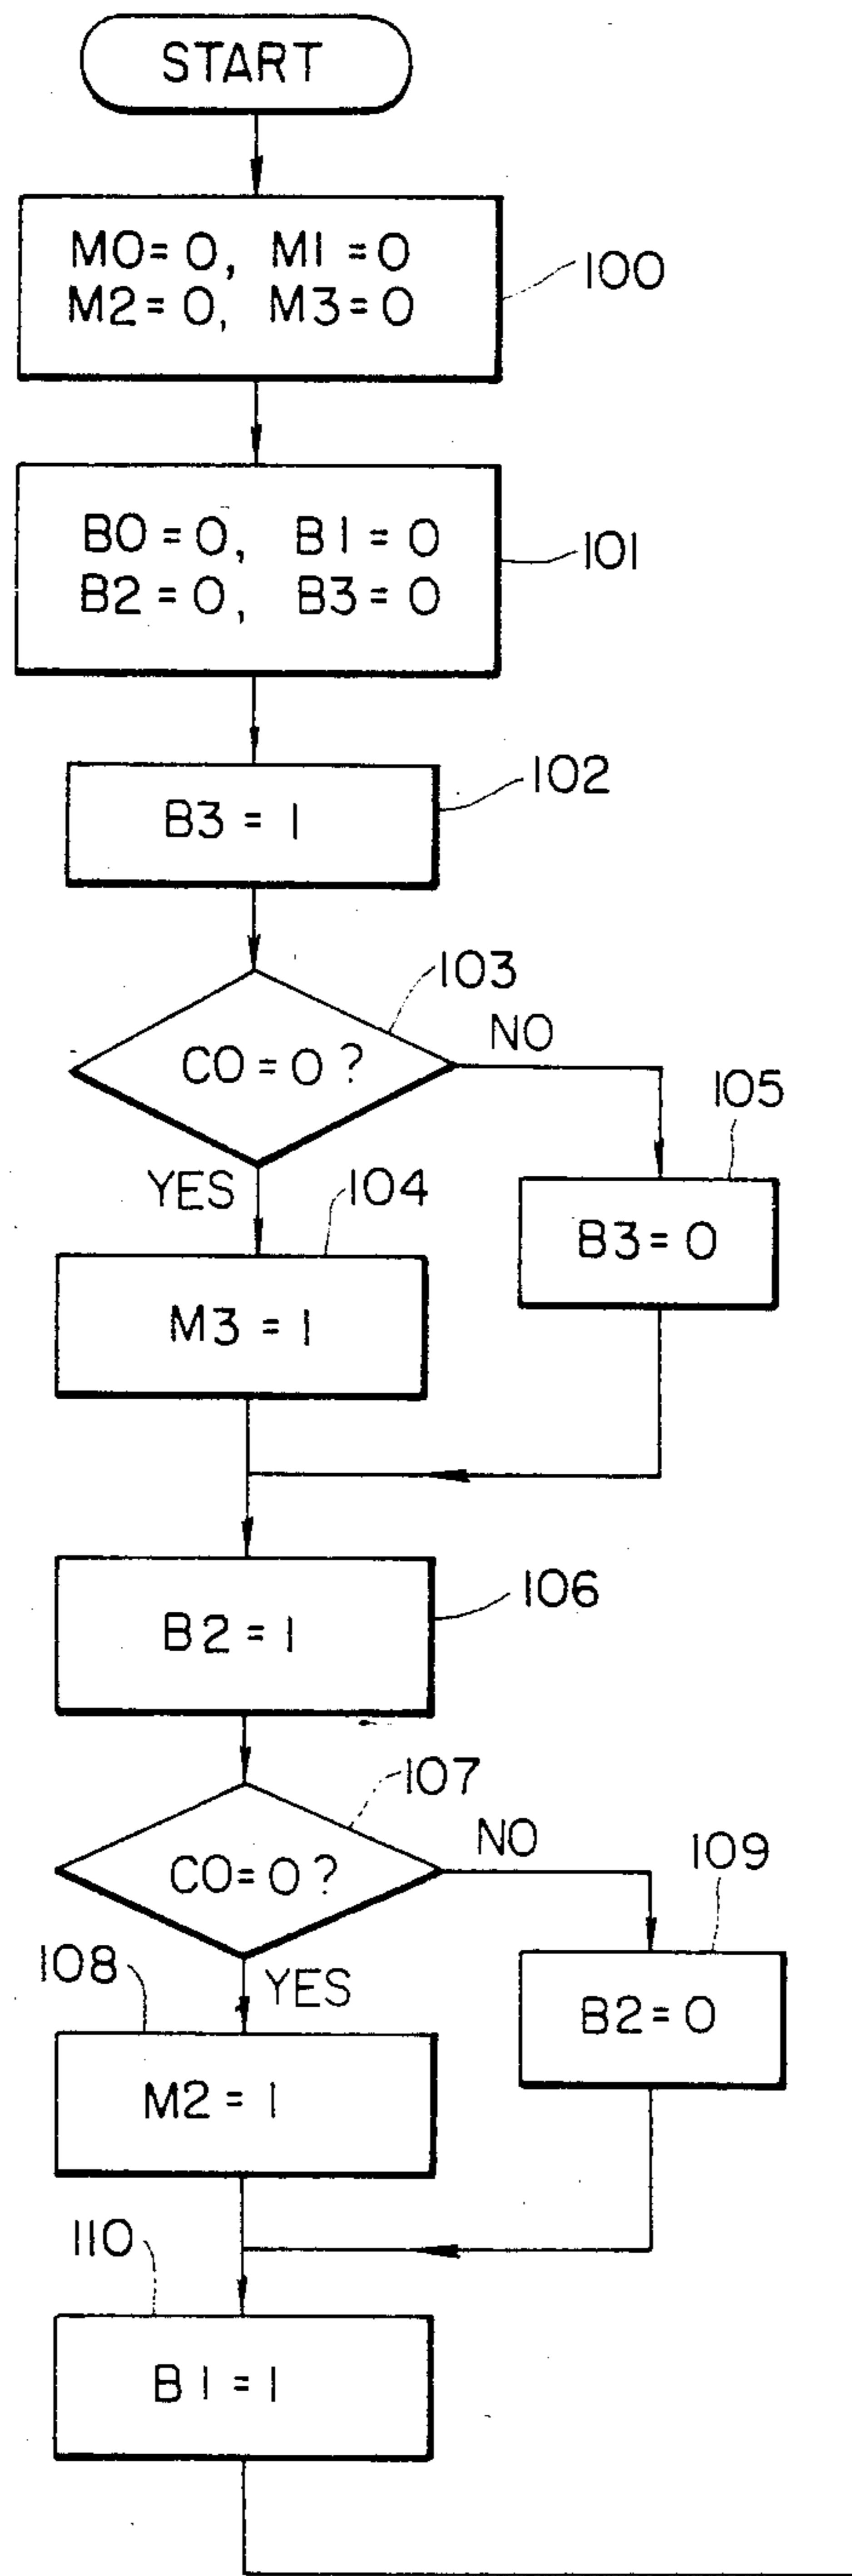 START
M0=0, M1=0
M2=0, M3=0
100
B0=0, B1=0
B2=0, B3=0
101
102
B3=1
103
C0=0?
NO
YES
104
105
M3=1
B3=0
106
B2=1
107
C0=0?
NO
109
108
YES
B2=0
M2=1
110
B1=1